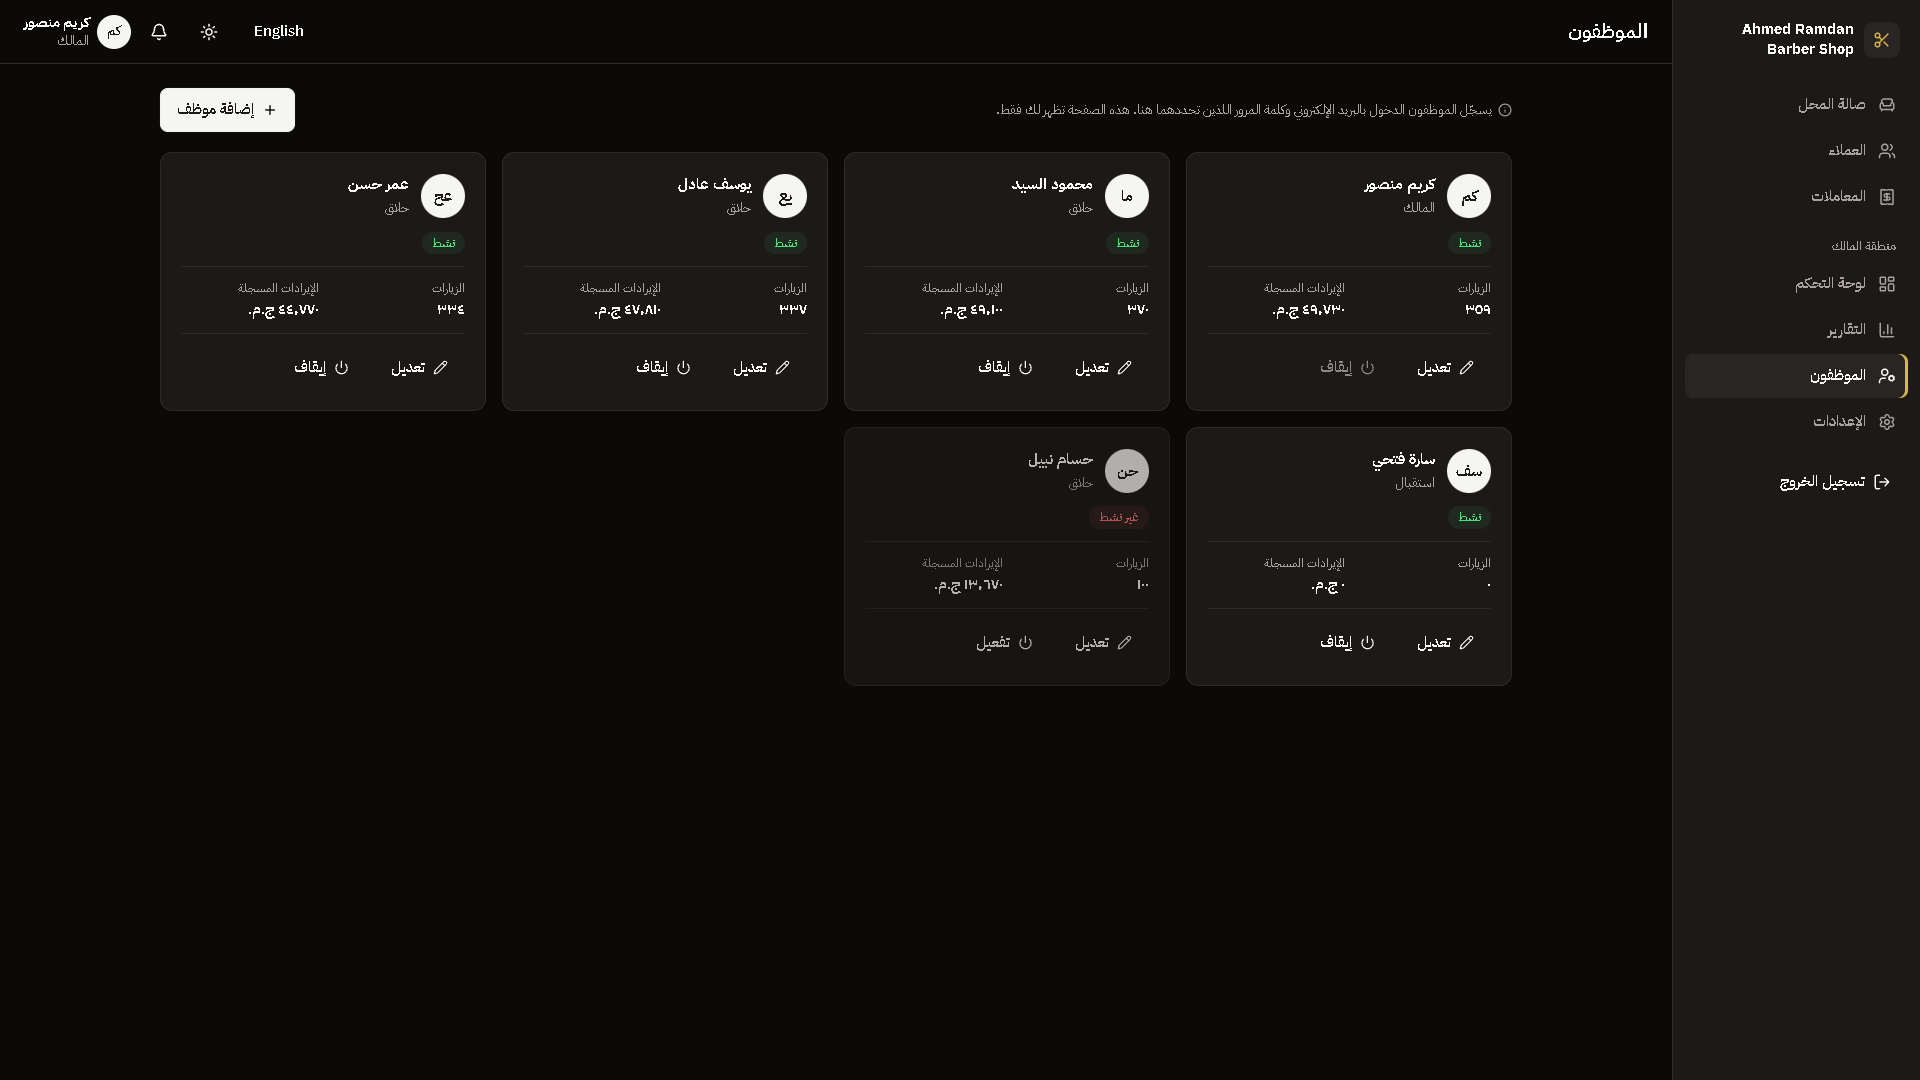 Ahmed Ramdan
Barber Shop
صالة المحل
العملاء
المعاملات
منطقة المالك
لوحة التحكم
التقارير
الموظفون
الإعدادات
تسجيل الخروج
الموظفون
English
كم
كريم منصور
المالك
يسجّل الموظفون الدخول بالبريد الإلكتروني وكلمة المرور اللذين تحددهما هنا. هذه الصفحة تظهر لك فقط.
إضافة موظف
كم
كريم منصور
المالك
نشط
الزيارات
٣٥٩
الإيرادات المسجلة
٤٩,٧٣٠ ج.م.
تعديل
إيقاف
ما
محمود السيد
حلاق
نشط
الزيارات
٣٧٠
الإيرادات المسجلة
٤٩,١٠٠ ج.م.
تعديل
إيقاف
يع
يوسف عادل
حلاق
نشط
الزيارات
٣٣٧
الإيرادات المسجلة
٤٧,٨١٠ ج.م.
تعديل
إيقاف
عح
عمر حسن
حلاق
نشط
الزيارات
٣٣٤
الإيرادات المسجلة
٤٤,٧٧٠ ج.م.
تعديل
إيقاف
سف
سارة فتحي
استقبال
نشط
الزيارات
٠
الإيرادات المسجلة
٠ ج.م.
تعديل
إيقاف
حن
حسام نبيل
حلاق
غير نشط
الزيارات
١٠٠
الإيرادات المسجلة
١٣,٦٧٠ ج.م.
تعديل
تفعيل